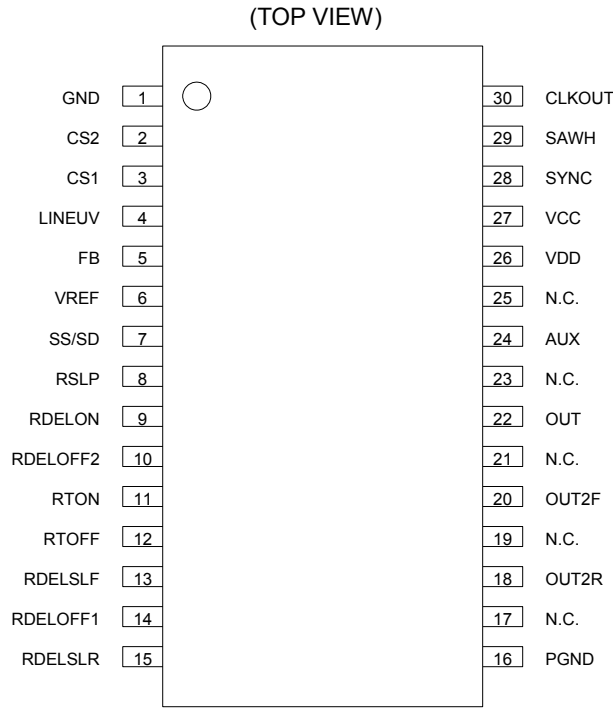 (TOP VIEW)
GND 1 30 CLKOUT
CS2 2 29 SAWH
CS1 3 28 SYNC
LINEUV 4 27 VCC
FB 5 26 VDD
VREF 6 25 N.C.
SS/SD 7 24 AUX
RSLP 8 23 N.C.
RDELON 9 22 OUT
RDELOFF2 10 21 N.C.
RTON 11 20 OUT2F
RTOFF 12 19 N.C.
RDELSLF 13 18 OUT2R
RDELOFF1 14 17 N.C.
RDELSLR 15 16 PGND